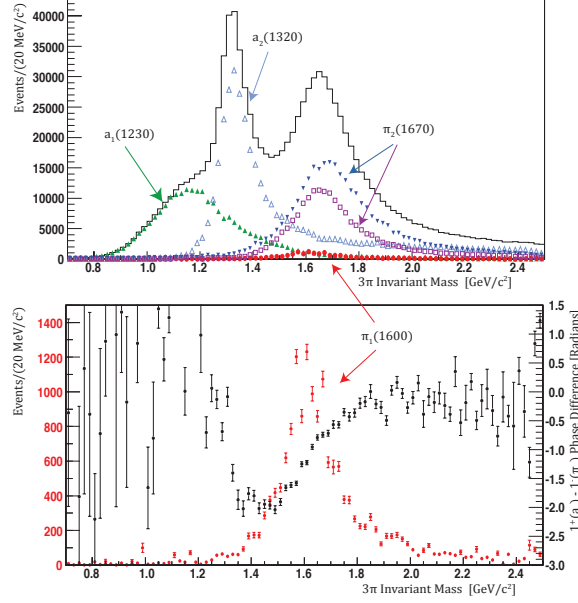 Events/(20 MeV/c²)
40000
35000
30000
25000
20000
15000
10000
5000
0
a₂(1320)
a₁(1230)
π₂(1670)
0.8 1.0 1.2 1.4 1.6 1.8 2.0 2.2 2.4
3π Invariant Mass [GeV/c²]
π₁(1600)
Events/(20 MeV/c²)
1400
1200
1000
800
600
400
200
0
1.5
1.0
0.5
0.0
-0.5
-1.0
-1.5
-2.0
-2.5
-3.0
Phase Difference [Radians]
0.8 1.0 1.2 1.4 1.6 1.8 2.0 2.2 2.4
3π Invariant Mass [GeV/c²]